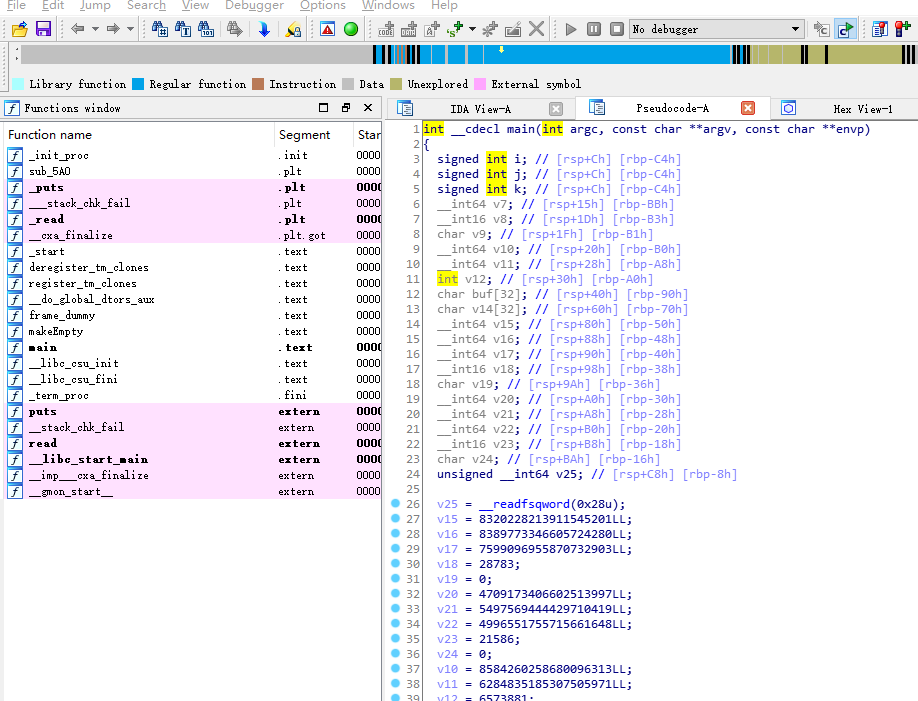 File Edit Jump Search View Debugger Options Windows Help
No debugger
Library function Regular function Instruction Data Unexplored External symbol
Functions window
Function name Segment Star
_init_proc .init 0000
sub_5A0 .plt 0000
_puts .plt 0000
___stack_chk_fail .plt 0000
_read .plt 0000
__cxa_finalize .plt.got 0000
_start .text 0000
deregister_tm_clones .text 0000
register_tm_clones .text 0000
__do_global_dtors_aux .text 0000
frame_dummy .text 0000
makeEmpty .text 0000
main .text 0000
__libc_csu_init .text 0000
__libc_csu_fini .text 0000
_term_proc .fini 0000
puts extern 0000
__stack_chk_fail extern 0000
read extern 0000
__libc_start_main extern 0000
__imp___cxa_finalize extern 0000
__gmon_start__ extern 0000
IDA View-A Pseudocode-A Hex View-1
1 int __cdecl main(int argc, const char **argv, const char **envp)
2 {
3 signed int i; // [rsp+Ch] [rbp-C4h]
4 signed int j; // [rsp+Ch] [rbp-C4h]
5 signed int k; // [rsp+Ch] [rbp-C4h]
6 __int64 v7; // [rsp+15h] [rbp-BBh]
7 __int16 v8; // [rsp+1Dh] [rbp-B3h]
8 char v9; // [rsp+1Fh] [rbp-B1h]
9 __int64 v10; // [rsp+20h] [rbp-B0h]
10 __int64 v11; // [rsp+28h] [rbp-A8h]
11 int v12; // [rsp+30h] [rbp-A0h]
12 char buf[32]; // [rsp+40h] [rbp-90h]
13 char v14[32]; // [rsp+60h] [rbp-70h]
14 __int64 v15; // [rsp+80h] [rbp-50h]
15 __int64 v16; // [rsp+88h] [rbp-48h]
16 __int64 v17; // [rsp+90h] [rbp-40h]
17 __int16 v18; // [rsp+98h] [rbp-38h]
18 char v19; // [rsp+9Ah] [rbp-36h]
19 __int64 v20; // [rsp+A0h] [rbp-30h]
20 __int64 v21; // [rsp+A8h] [rbp-28h]
21 __int64 v22; // [rsp+B0h] [rbp-20h]
22 __int16 v23; // [rsp+B8h] [rbp-18h]
23 char v24; // [rsp+BAh] [rbp-16h]
24 unsigned __int64 v25; // [rsp+C8h] [rbp-8h]
25
26 v25 = __readfsqword(0x28u);
27 v15 = 8320228213911545201LL;
28 v16 = 8389773346605724280LL;
29 v17 = 7599096955870732903LL;
30 v18 = 28783;
31 v19 = 0;
32 v20 = 4709173406602513997LL;
33 v21 = 5497569444429710419LL;
34 v22 = 4996551755715661648LL;
35 v23 = 21586;
36 v24 = 0;
37 v10 = 8584260258680096313LL;
38 v11 = 6284835185307505971LL;
39 v12 = 6573881;